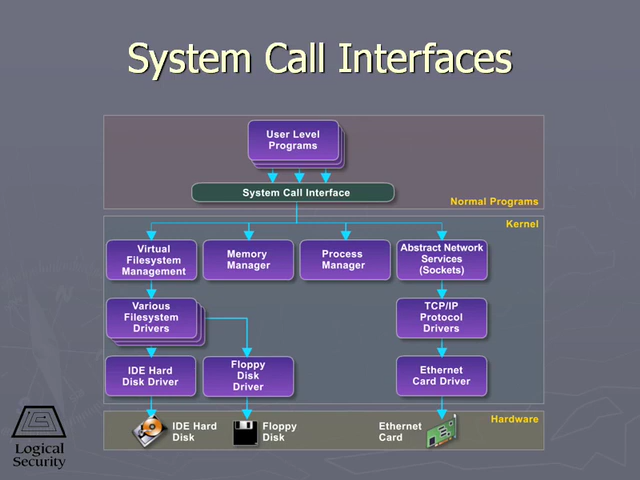 System Call Interfaces
User Level
Programs
System Call Interface
Normal Programs
Kernel
Virtual
Filesystem
Management
Memory
Manager
Process
Manager
Abstract Network
Services
(Sockets)
Various
Filesystem
Drivers
TCP/IP
Protocol
Drivers
IDE Hard
Disk Driver
Floppy
Disk
Driver
Ethernet
Card Driver
Hardware
IDE Hard
Disk
Floppy
Disk
Ethernet
Card
Logical
Security